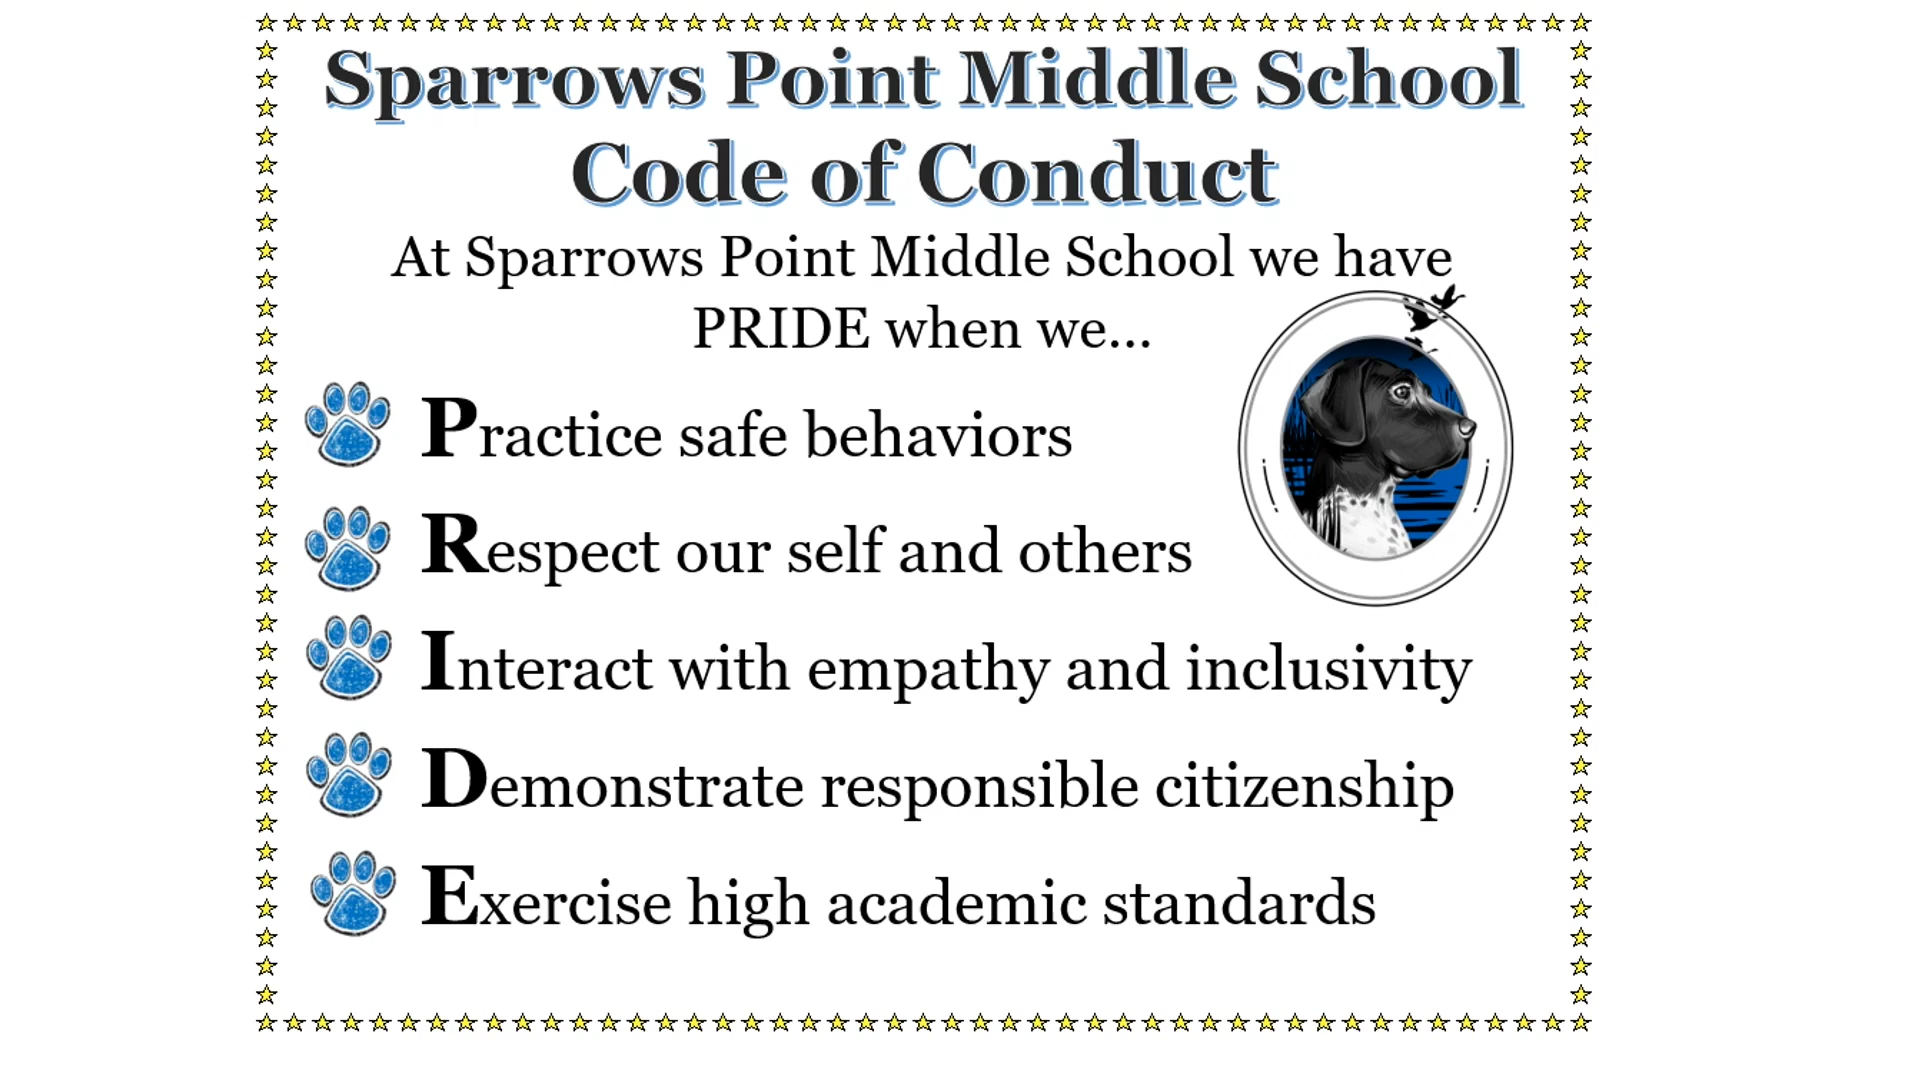 Sparrows Point Middle School
Code of Conduct
At Sparrows Point Middle School we have
PRIDE when we...
Practice safe behaviors
Respect our self and others
Interact with empathy and inclusivity
Demonstrate responsible citizenship
Exercise high academic standards